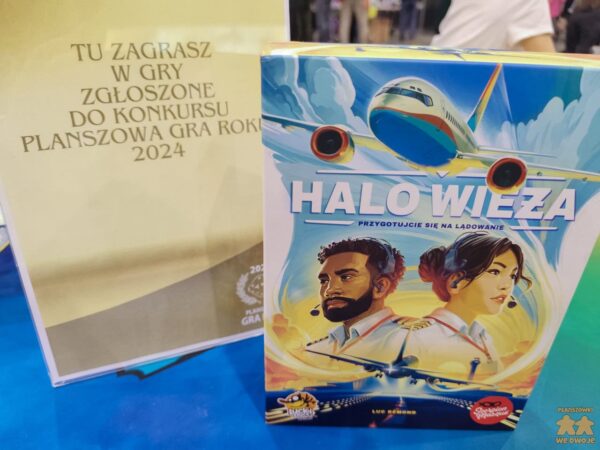 TU ZAGRASZ
W GRY
ZGŁOSZONE
DO KONKURSU
PLANSZOWA GRA ROKU
2024
HALO WIEŻA
PRZYGOTUJCIE SIĘ NA LĄDOWANIE
LUC RÉMOND
PLANSZÓWKI
WE DWOJE